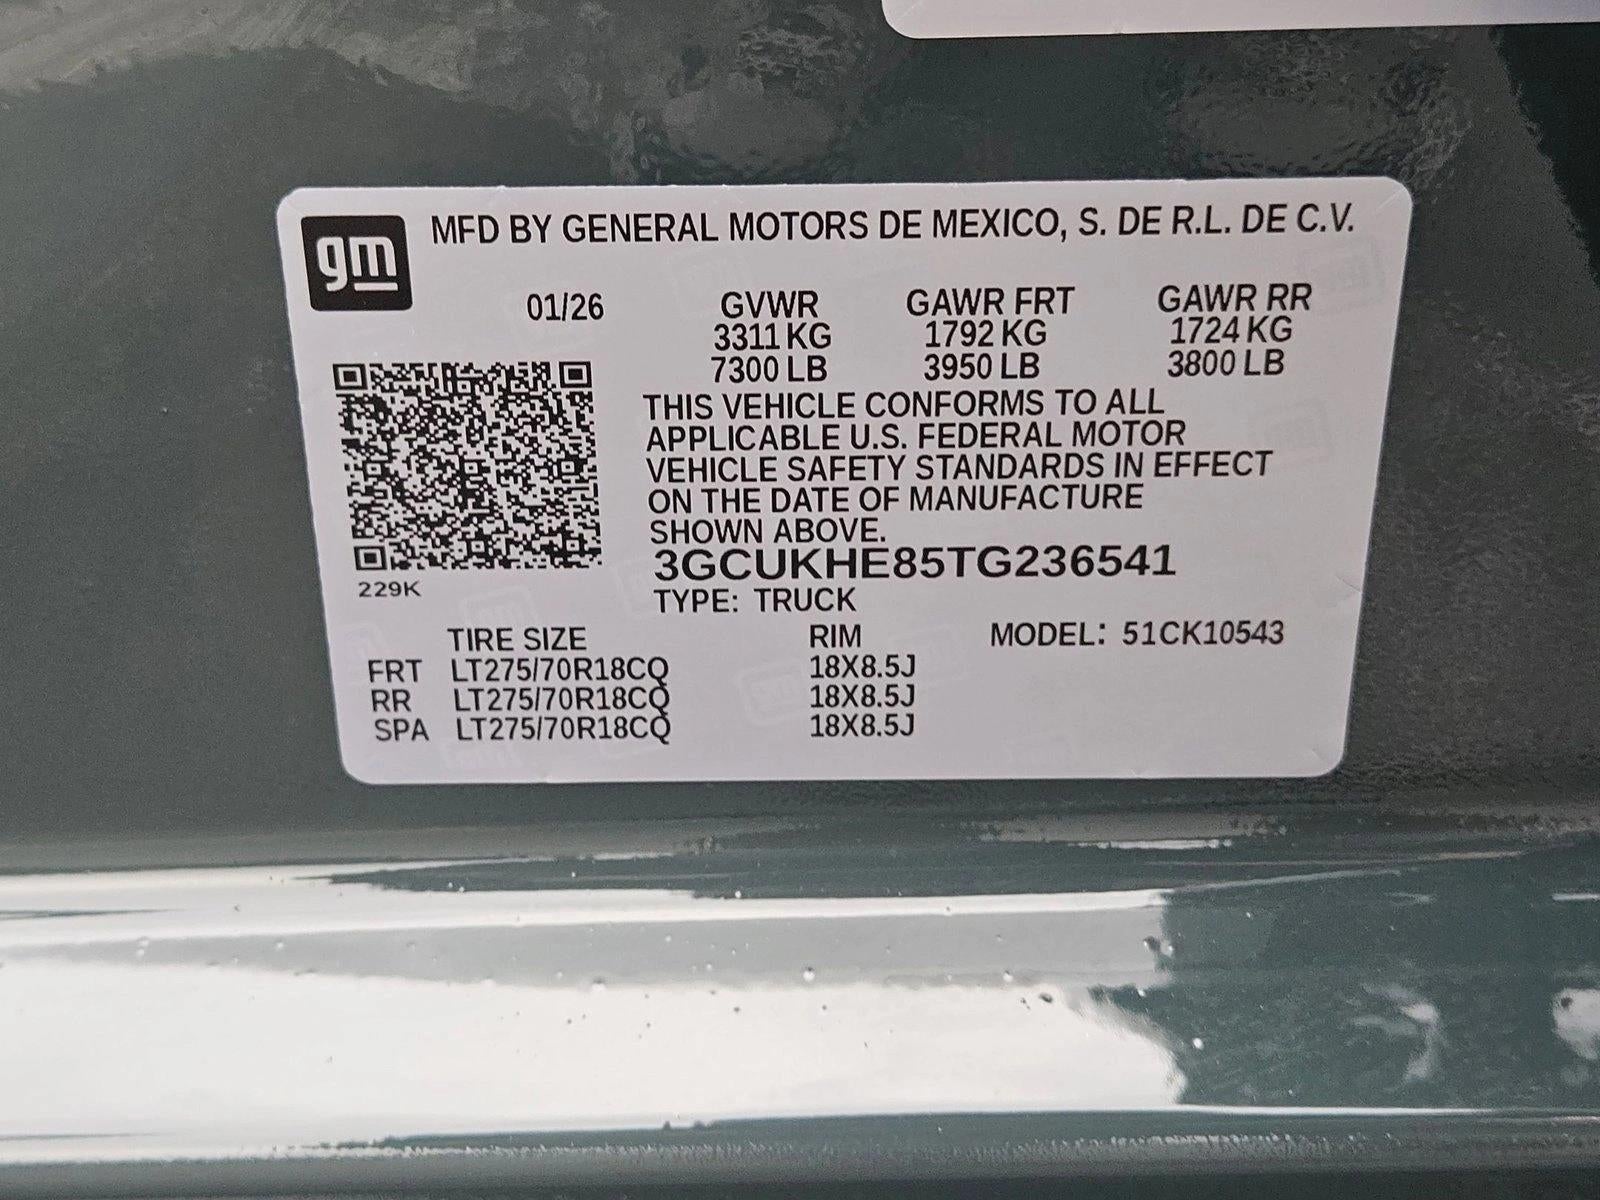 gm
MFD BY GENERAL MOTORS DE MEXICO, S. DE R.L. DE C.V.
01/26 GVWR GAWR FRT GAWR RR
3311 KG 1792 KG 1724 KG
7300 LB 3950 LB 3800 LB
THIS VEHICLE CONFORMS TO ALL
APPLICABLE U.S. FEDERAL MOTOR
VEHICLE SAFETY STANDARDS IN EFFECT
ON THE DATE OF MANUFACTURE
SHOWN ABOVE.
3GCUKHE85TG236541
229K
TYPE: TRUCK
TIRE SIZE RIM MODEL: 51CK10543
FRT LT275/70R18CQ 18X8.5J
RR LT275/70R18CQ 18X8.5J
SPA LT275/70R18CQ 18X8.5J